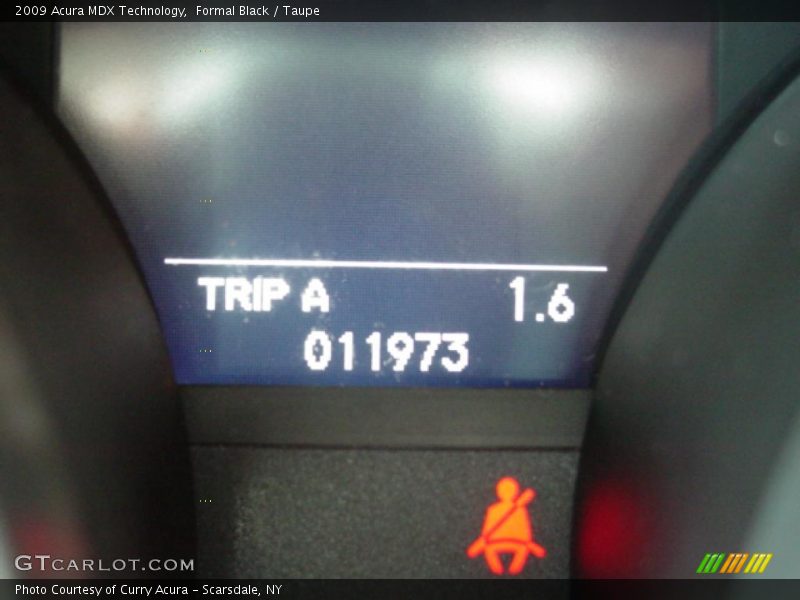 2009 Acura MDX Technology, Formal Black / Taupe
TRIP A 1.6
011973
GTCARLOT.COM
Photo Courtesy of Curry Acura - Scarsdale, NY